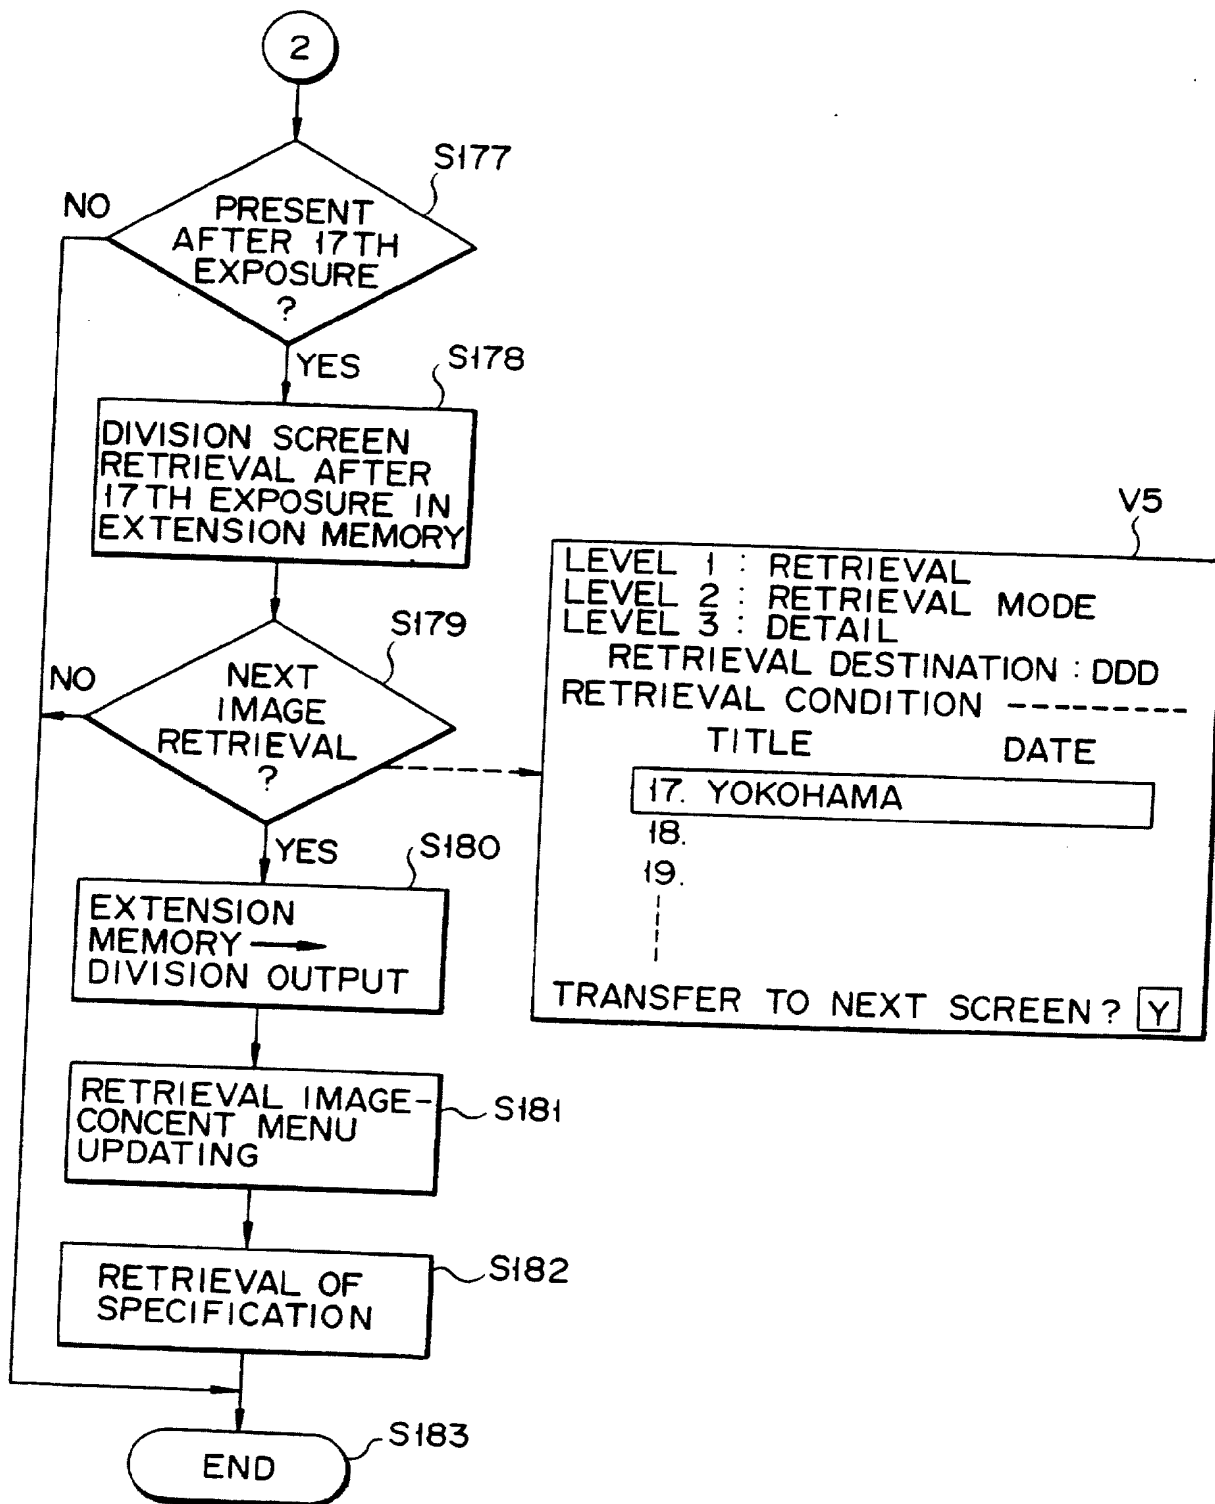 2
S177
NO
PRESENT
AFTER 17TH
EXPOSURE
?
YES
S178
DIVISION SCREEN
RETRIEVAL AFTER
17TH EXPOSURE IN
EXTENSION MEMORY
S179
NO
NEXT
IMAGE
RETRIEVAL
?
YES
V5
LEVEL 1 : RETRIEVAL
LEVEL 2 : RETRIEVAL MODE
LEVEL 3 : DETAIL
RETRIEVAL DESTINATION : DDD
RETRIEVAL CONDITION ---------
TITLE DATE
17. YOKOHAMA
18.
19.
TRANSFER TO NEXT SCREEN ? Y
S180
EXTENSION
MEMORY →
DIVISION OUTPUT
RETRIEVAL IMAGE-
CONCENT MENU
UPDATING
S181
RETRIEVAL OF
SPECIFICATION
S182
S183
END